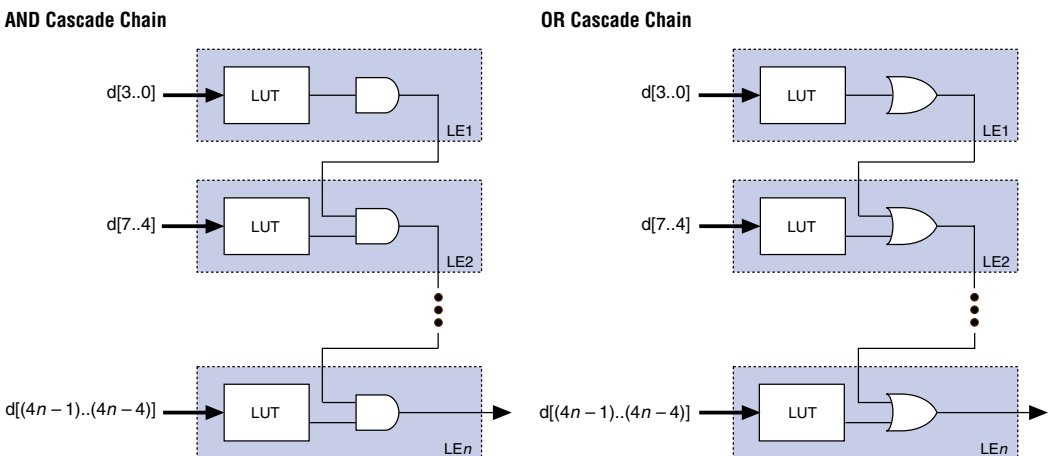 AND Cascade Chain
OR Cascade Chain
d[3..0]
LUT
LE1
d[7..4]
LUT
LE2
d[(4n – 1)..(4n – 4)]
LUT
LEn
d[3..0]
LUT
LE1
d[7..4]
LUT
LE2
d[(4n – 1)..(4n – 4)]
LUT
LEn